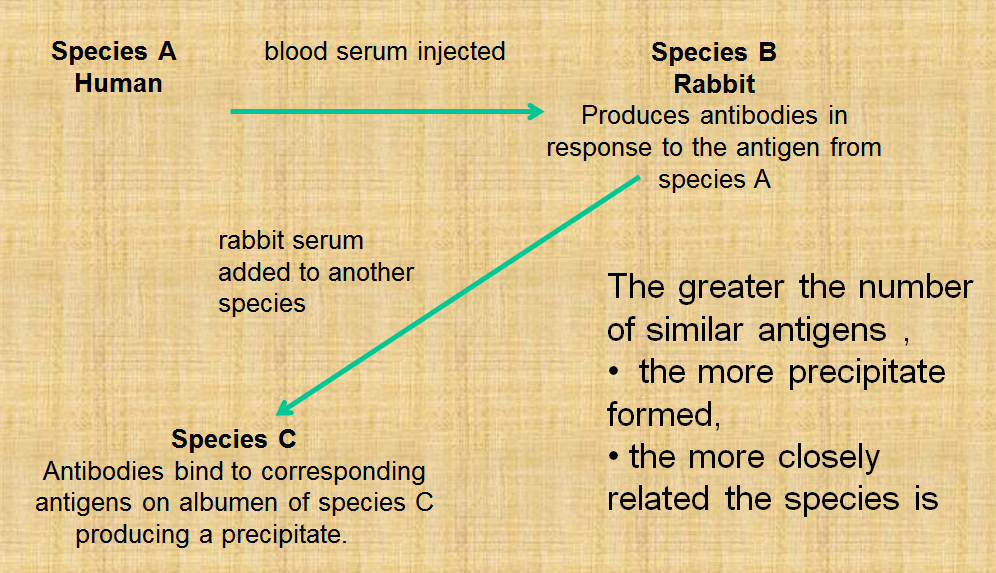 Species A
Human
blood serum injected
Species B
Rabbit
Produces antibodies in
response to the antigen from
species A
rabbit serum
added to another
species
The greater the number
of similar antigens ,
• the more precipitate
formed,
• the more closely
related the species is
Species C
Antibodies bind to corresponding
antigens on albumen of species C
producing a precipitate.